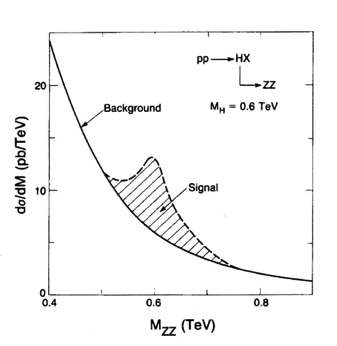 pp → HX
→ ZZ
M_H = 0.6 TeV
Background
Signal
dσ/dM (pb/TeV)
20
10
0
0.4 0.6 0.8
M_ZZ (TeV)